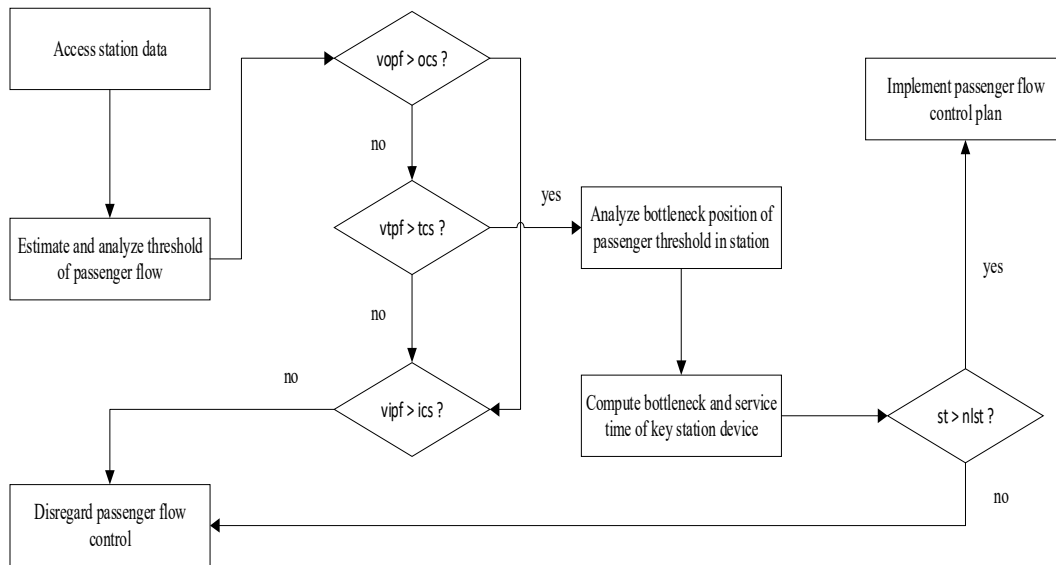 Access station data
Estimate and analyze threshold
of passenger flow
vopf > ocs ?
no
vtpf > tcs ?
yes
no
vipf > ics ?
no
Disregard passenger flow
control
Analyze bottleneck position of
passenger threshold in station
Compute bottleneck and service
time of key station device
st > nlst ?
yes
no
Implement passenger flow
control plan